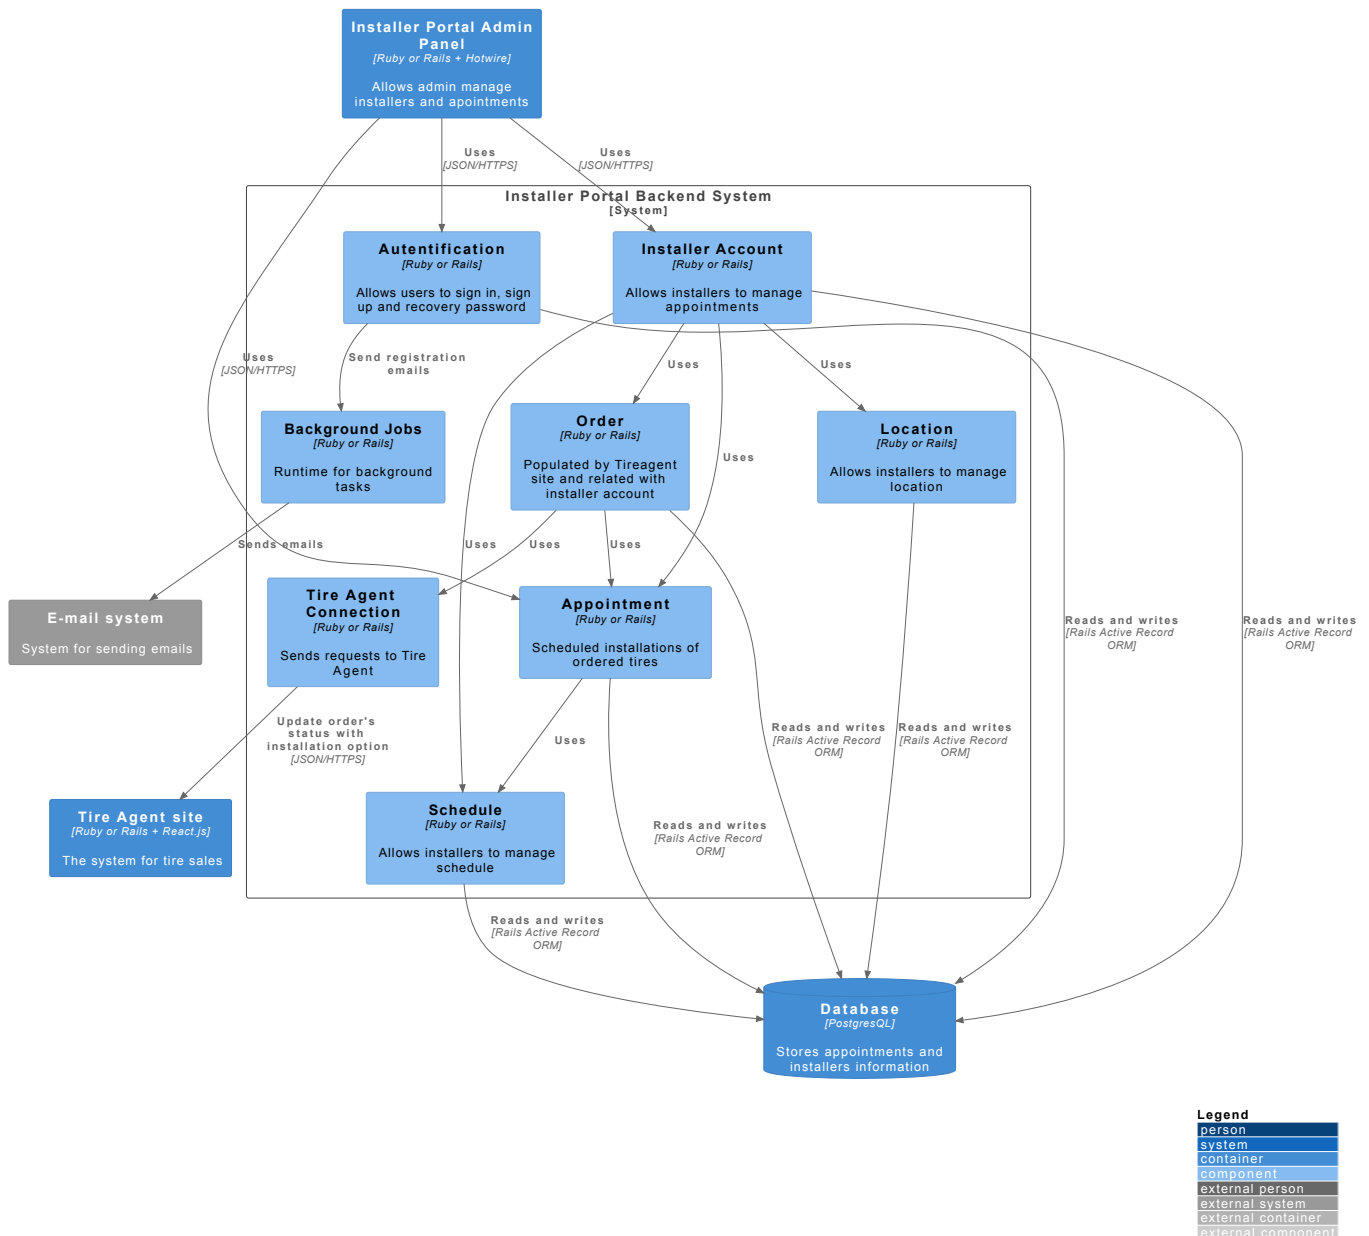 Installer Portal Admin
Panel
[Ruby or Rails + Hotwire]
Allows admin manage
installers and apointments
Uses
[JSON/HTTPS]
Uses
[JSON/HTTPS]
Installer Portal Backend System
[System]
Autentification
[Ruby or Rails]
Allows users to sign in, sign
up and recovery password
Installer Account
[Ruby or Rails]
Allows installers to manage
appointments
Uses
[JSON/HTTPS]
Send registration
emails
Uses
Uses
Background Jobs
[Ruby or Rails]
Runtime for background
tasks
Order
[Ruby or Rails]
Populated by Tireagent
site and related with
installer account
Uses
Location
[Ruby or Rails]
Allows installers to manage
location
Sends emails
Uses
Uses
Uses
E-mail system
System for sending emails
Tire Agent
Connection
[Ruby or Rails]
Sends requests to Tire
Agent
Appointment
[Ruby or Rails]
Scheduled installations of
ordered tires
Reads and writes
[Rails Active Record
ORM]
Reads and writes
[Rails Active Record
ORM]
Update order's
status with
installation option
[JSON/HTTPS]
Uses
Reads and writes
[Rails Active Record
ORM]
Reads and writes
[Rails Active Record
ORM]
Tire Agent site
[Ruby or Rails + React.js]
The system for tire sales
Schedule
[Ruby or Rails]
Allows installers to manage
schedule
Reads and writes
[Rails Active Record
ORM]
Reads and writes
[Rails Active Record
ORM]
Database
[PostgresQL]
Stores appointments and
installers information
Legend
person
system
container
component
external person
external system
external container
external component